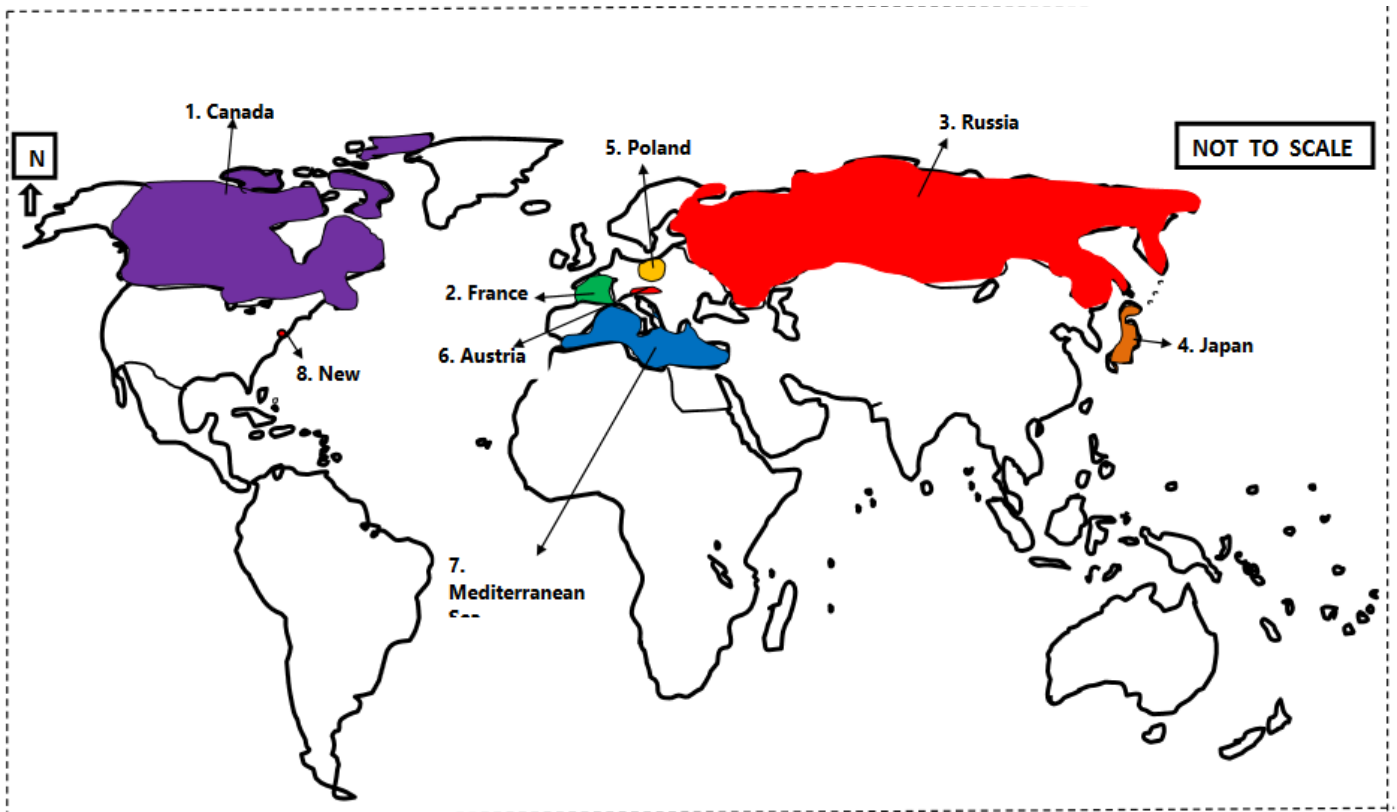 1. Canada
3. Russia
N
5. Poland
NOT TO SCALE
2. France
6. Austria
4. Japan
8. New
7.
Mediterranean